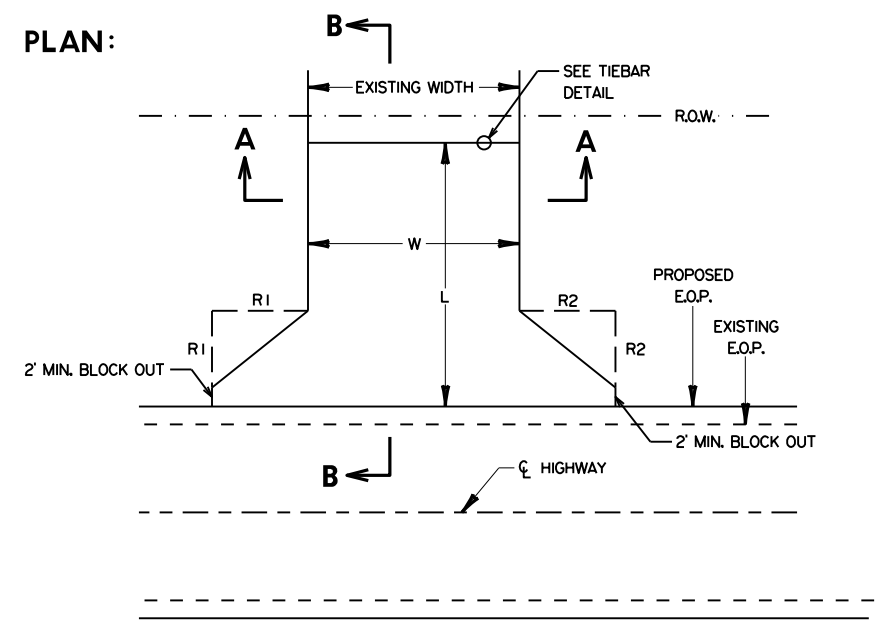 PLAN:
B
EXISTING WIDTH
SEE TIEBAR
DETAIL
R.O.W.
A
A
W
L
R1
R1
R2
R2
PROPOSED
E.O.P.
EXISTING
E.O.P.
2' MIN. BLOCK OUT
2' MIN. BLOCK OUT
B
℄ HIGHWAY